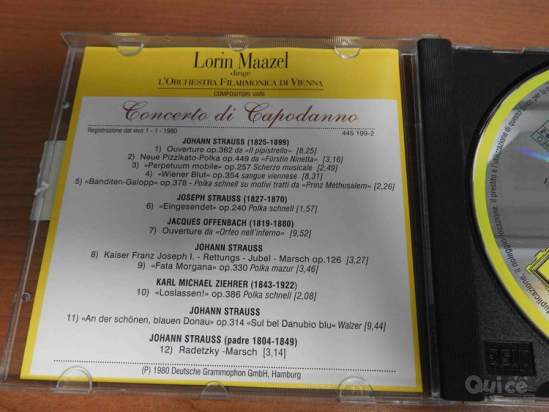 Lorin Maazel
dirige
L'ORCHESTRA FILARMONICA DI VIENNA
COMPOSITORI VARI
Concerto di Capodanno
Registrazione dal vivo 1 - 1 - 1980 445 199-2
JOHANN STRAUSS (1825-1899)
1) Ouverture op.362 da «Il pipistrello» [8,25]
2) Neue Pizzikato-Polka op.449 da «Fürstin Ninetta» [3,16]
3) «Perpetuum mobile» op.257 Scherzo musicale [2,49]
4) «Wiener Blut» op.354 sangue viennese [8,31]
5) «Banditen-Galopp» op.378 - Polka schnell su motivi tratti da «Prinz Methusalem» [2,26]
JOSEPH STRAUSS (1827-1870)
6) «Eingesendet» op.240 Polka schnell [1,57]
JACQUES OFFENBACH (1819-1880)
7) Ouverture da «Orfeo nell'inferno» [9,52]
JOHANN STRAUSS
8) Kaiser Franz Joseph I. - Rettungs - Jubel - Marsch op.126 [3,27]
9) «Fata Morgana» op.330 Polka mazur [3,46]
KARL MICHAEL ZIEHRER (1843-1922)
10) «Loslassen!» op.386 Polka schnell [2,08]
JOHANN STRAUSS
11) «An der schönen, blauen Donau» op.314 «Sul bel Danubio blu» Walzer [9,44]
JOHANN STRAUSS (padre 1804-1849)
12) Radetzky -Marsch [3,14]
(P) 1980 Deutsche Grammophon GmbH, Hamburg
Qui c'è